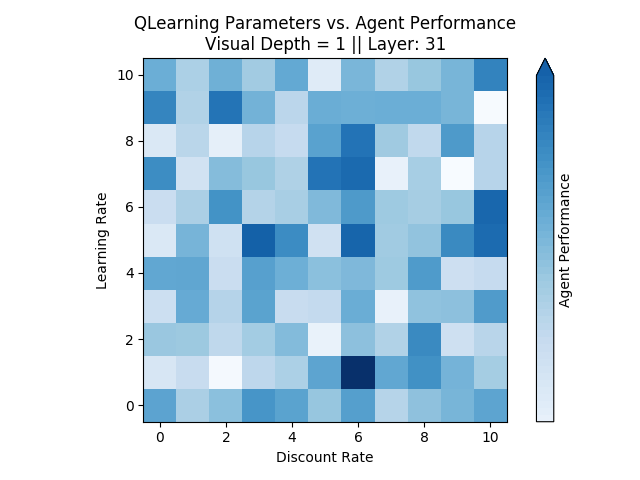 QLearning Parameters vs. Agent Performance
Visual Depth = 1 || Layer: 31
10
8
6
4
2
0
Learning Rate
0 2 4 6 8 10
Discount Rate
Agent Performance